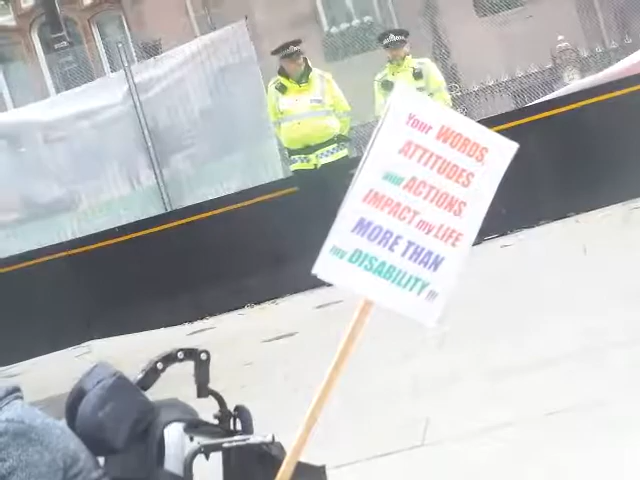 Your WORDS,
ATTITUDES
and ACTIONS
IMPACT my LIFE
MORE THAN
my DISABILITY!!!